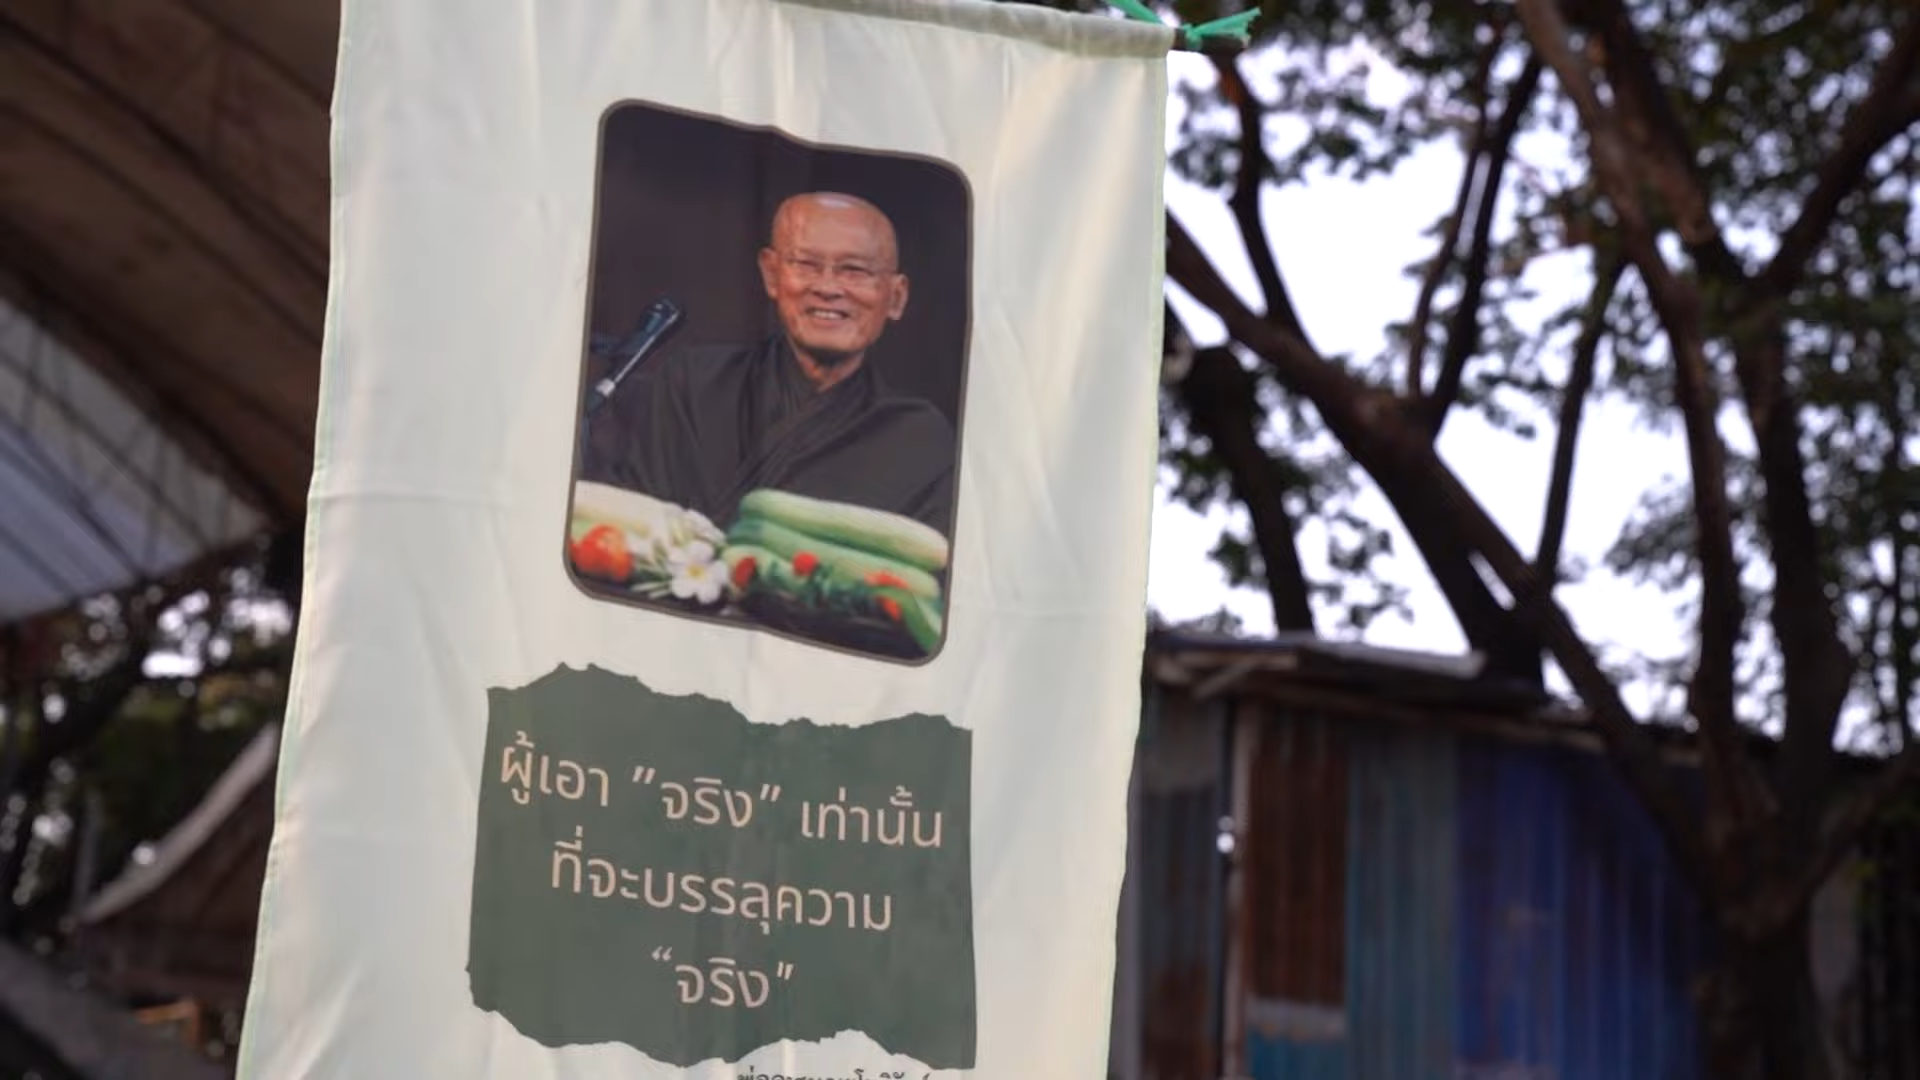 ผู้เอา "จริง" เท่านั้น
ที่จะบรรลุความ
“จริง"